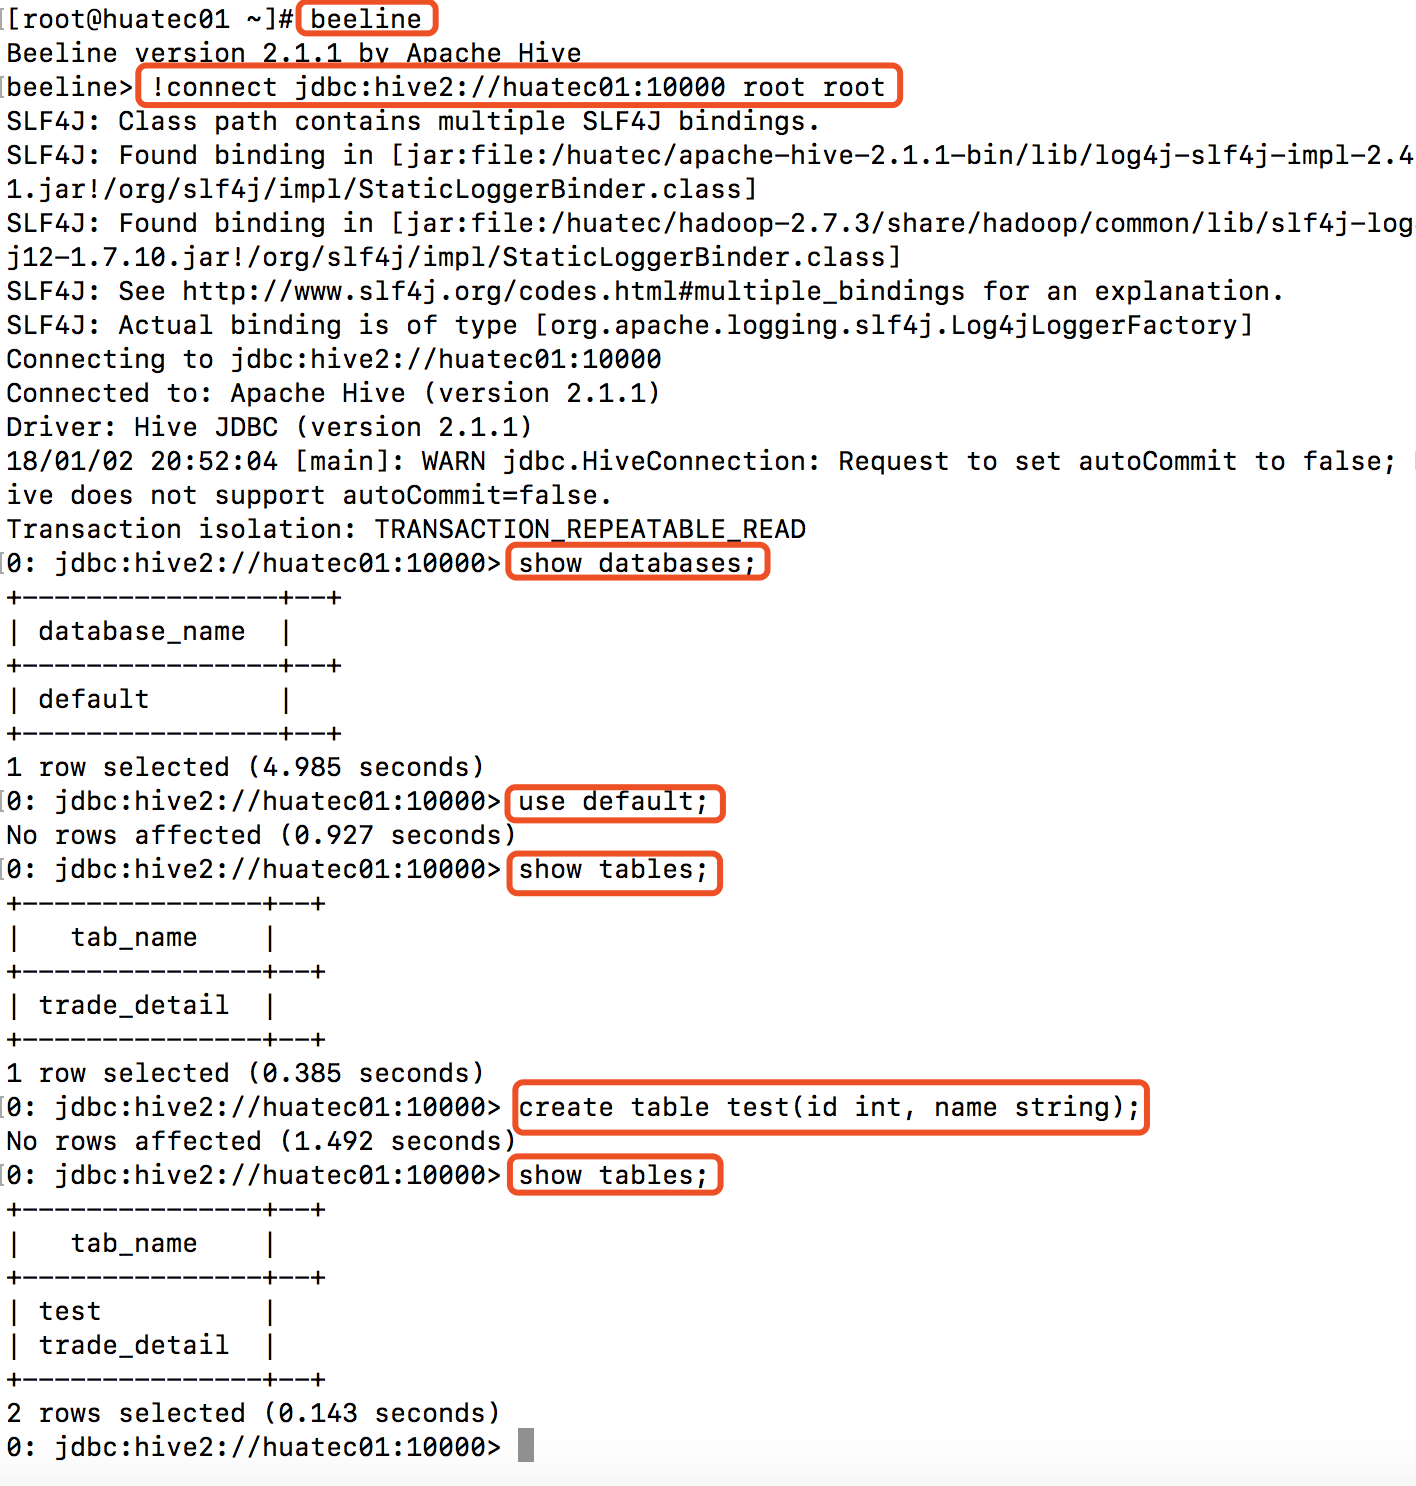 [root@huatec01 ~]# beeline
Beeline version 2.1.1 by Apache Hive
beeline> !connect jdbc:hive2://huatec01:10000 root root
SLF4J: Class path contains multiple SLF4J bindings.
SLF4J: Found binding in [jar:file:/huatec/apache-hive-2.1.1-bin/lib/log4j-slf4j-impl-2.4
1.jar!/org/slf4j/impl/StaticLoggerBinder.class]
SLF4J: Found binding in [jar:file:/huatec/hadoop-2.7.3/share/hadoop/common/lib/slf4j-log
j12-1.7.10.jar!/org/slf4j/impl/StaticLoggerBinder.class]
SLF4J: See http://www.slf4j.org/codes.html#multiple_bindings for an explanation.
SLF4J: Actual binding is of type [org.apache.logging.slf4j.Log4jLoggerFactory]
Connecting to jdbc:hive2://huatec01:10000
Connected to: Apache Hive (version 2.1.1)
Driver: Hive JDBC (version 2.1.1)
18/01/02 20:52:04 [main]: WARN jdbc.HiveConnection: Request to set autoCommit to false;
ive does not support autoCommit=false.
Transaction isolation: TRANSACTION_REPEATABLE_READ
0: jdbc:hive2://huatec01:10000> show databases;
+----------------+--+
| database_name  |
+----------------+--+
| default        |
+----------------+--+
1 row selected (4.985 seconds)
0: jdbc:hive2://huatec01:10000> use default;
No rows affected (0.927 seconds)
0: jdbc:hive2://huatec01:10000> show tables;
+---------------+--+
|   tab_name    |
+---------------+--+
| trade_detail  |
+---------------+--+
1 row selected (0.385 seconds)
0: jdbc:hive2://huatec01:10000> create table test(id int, name string);
No rows affected (1.492 seconds)
0: jdbc:hive2://huatec01:10000> show tables;
+---------------+--+
|   tab_name    |
+---------------+--+
| test          |
| trade_detail  |
+---------------+--+
2 rows selected (0.143 seconds)
0: jdbc:hive2://huatec01:10000>